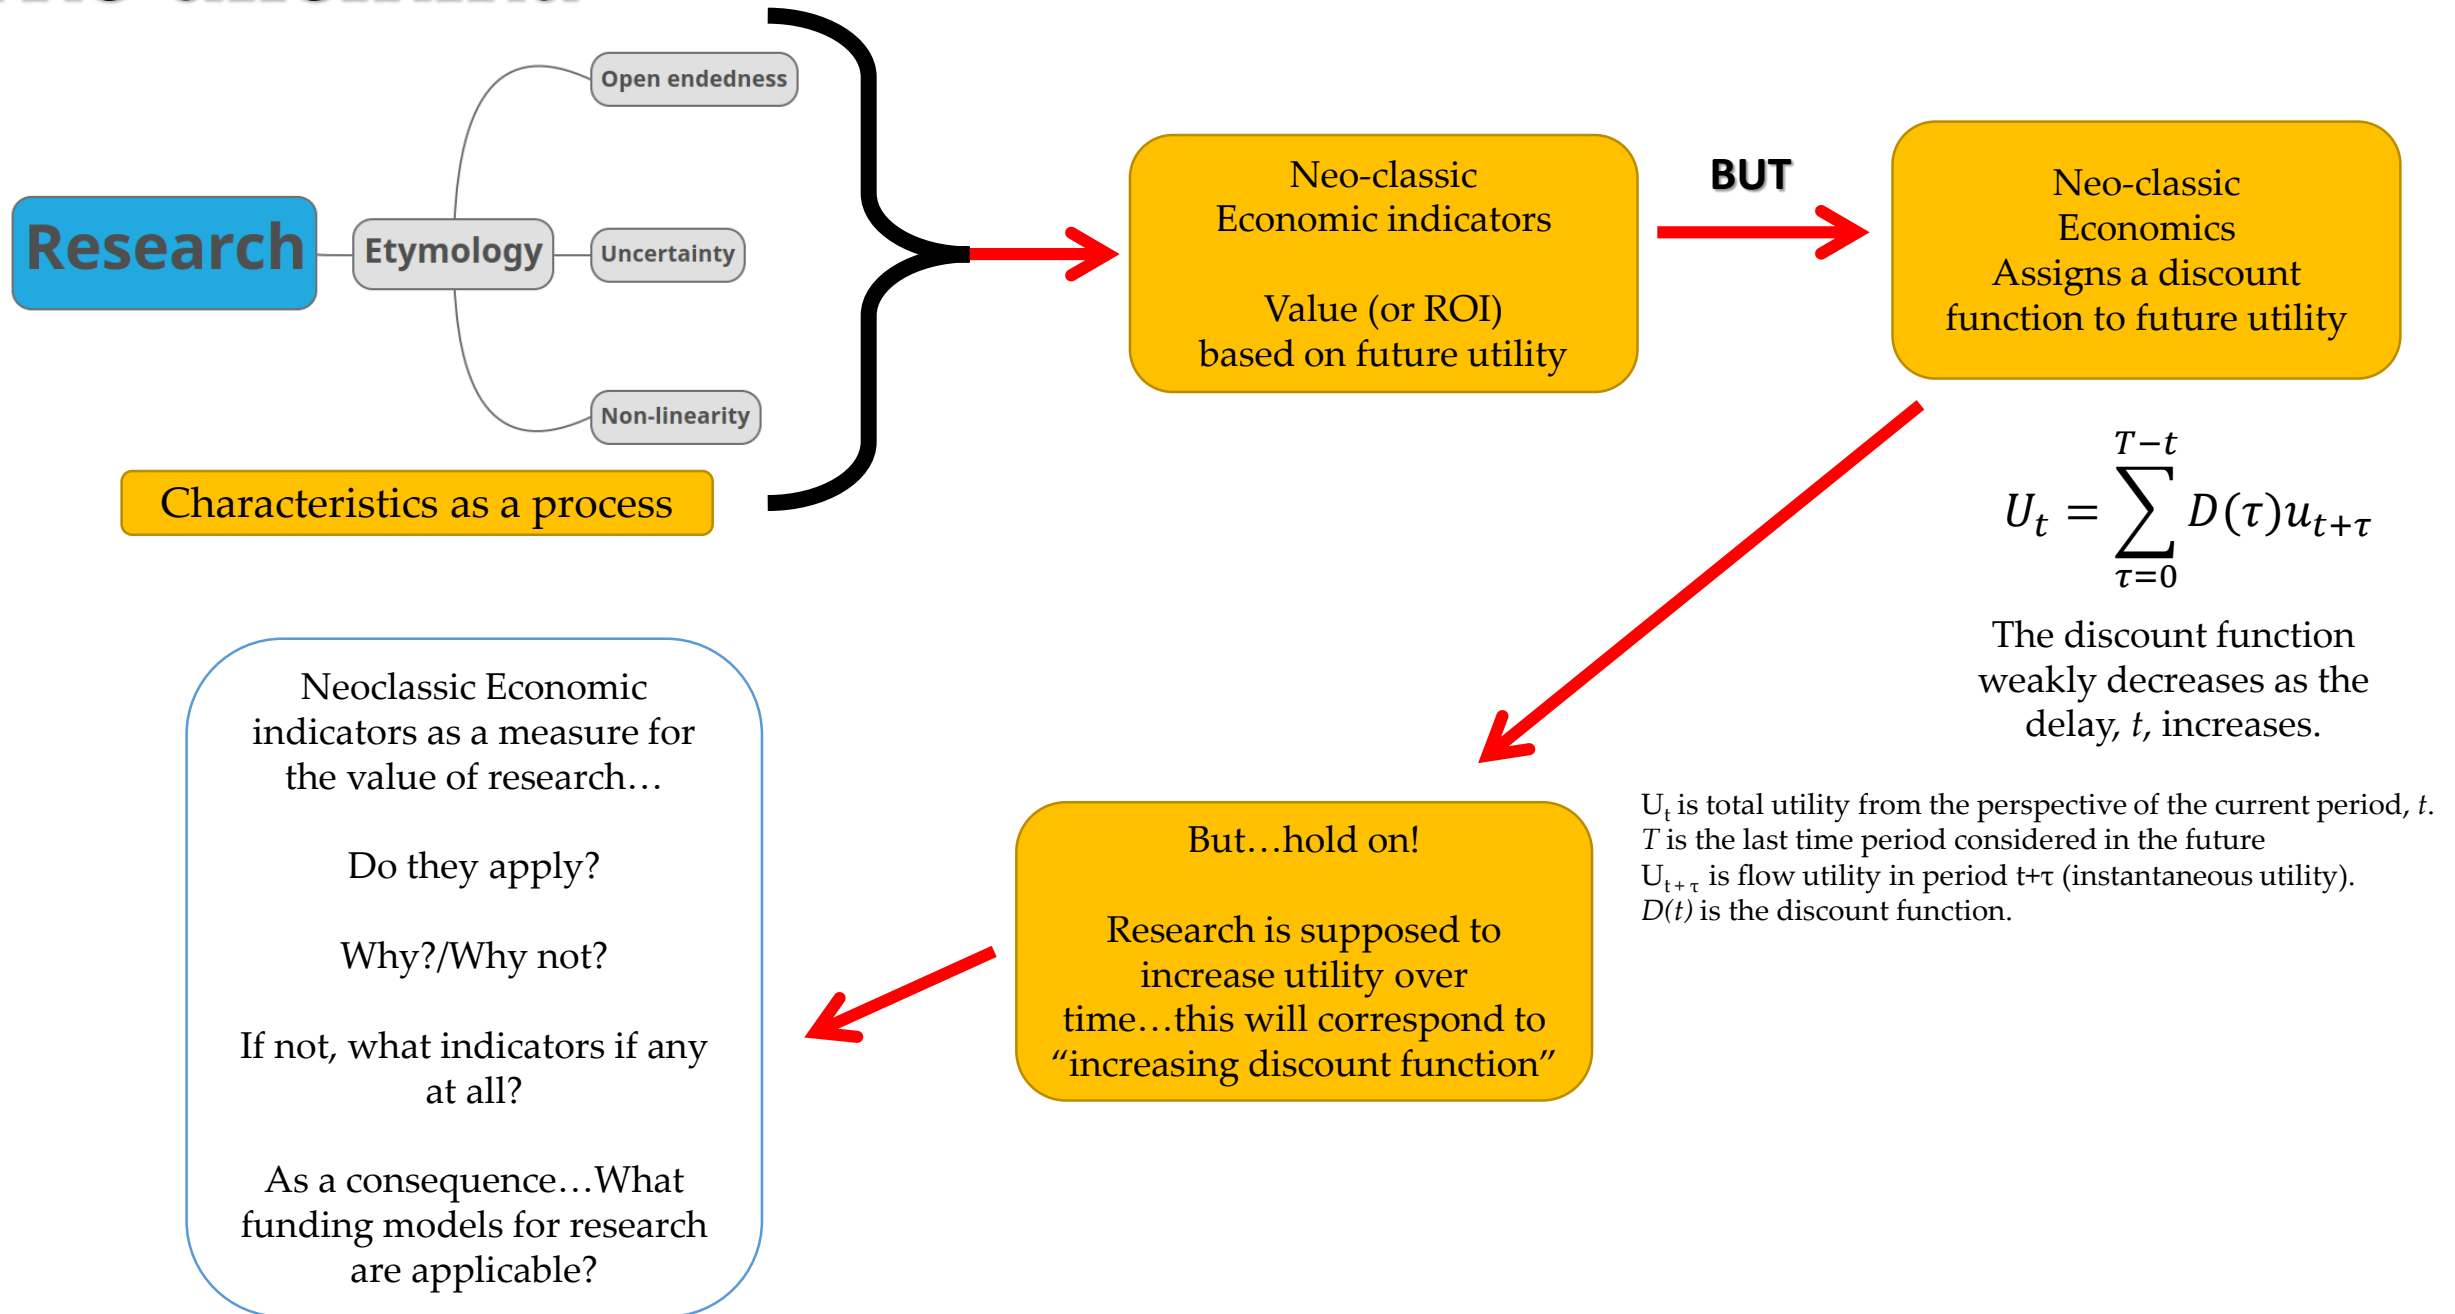 Open endedness
Research
Etymology
Uncertainty
Non-linearity
Characteristics as a process
Neo-classic
Economic indicators
Value (or ROI)
based on future utility
BUT
Neo-classic
Economics
Assigns a discount
function to future utility
T−t
U_t = ∑ D(τ)u_{t+τ}
τ=0
The discount function
weakly decreases as the
delay, t, increases.
U_t is total utility from the perspective of the current period, t.
T is the last time period considered in the future
U_{t + τ} is flow utility in period t+τ (instantaneous utility).
D(t) is the discount function.
But…hold on!
Research is supposed to
increase utility over
time…this will correspond to
“increasing discount function”
Neoclassic Economic
indicators as a measure for
the value of research…
Do they apply?
Why?/Why not?
If not, what indicators if any
at all?
As a consequence…What
funding models for research
are applicable?